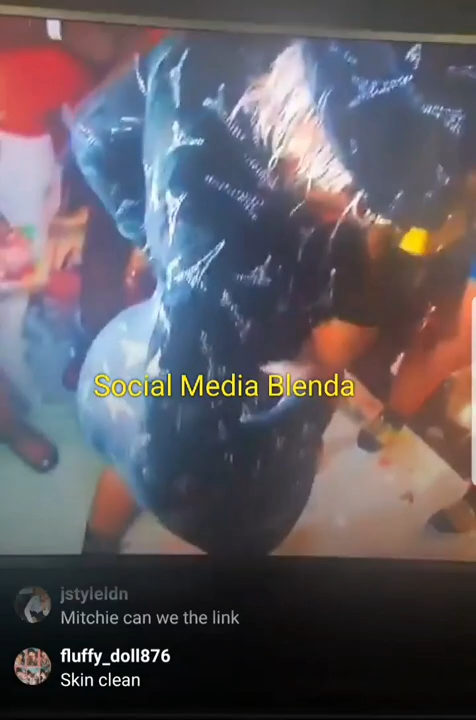 Social Media Blenda
jstyleldn
Mitchie can we the link
fluffy_doll876
Skin clean